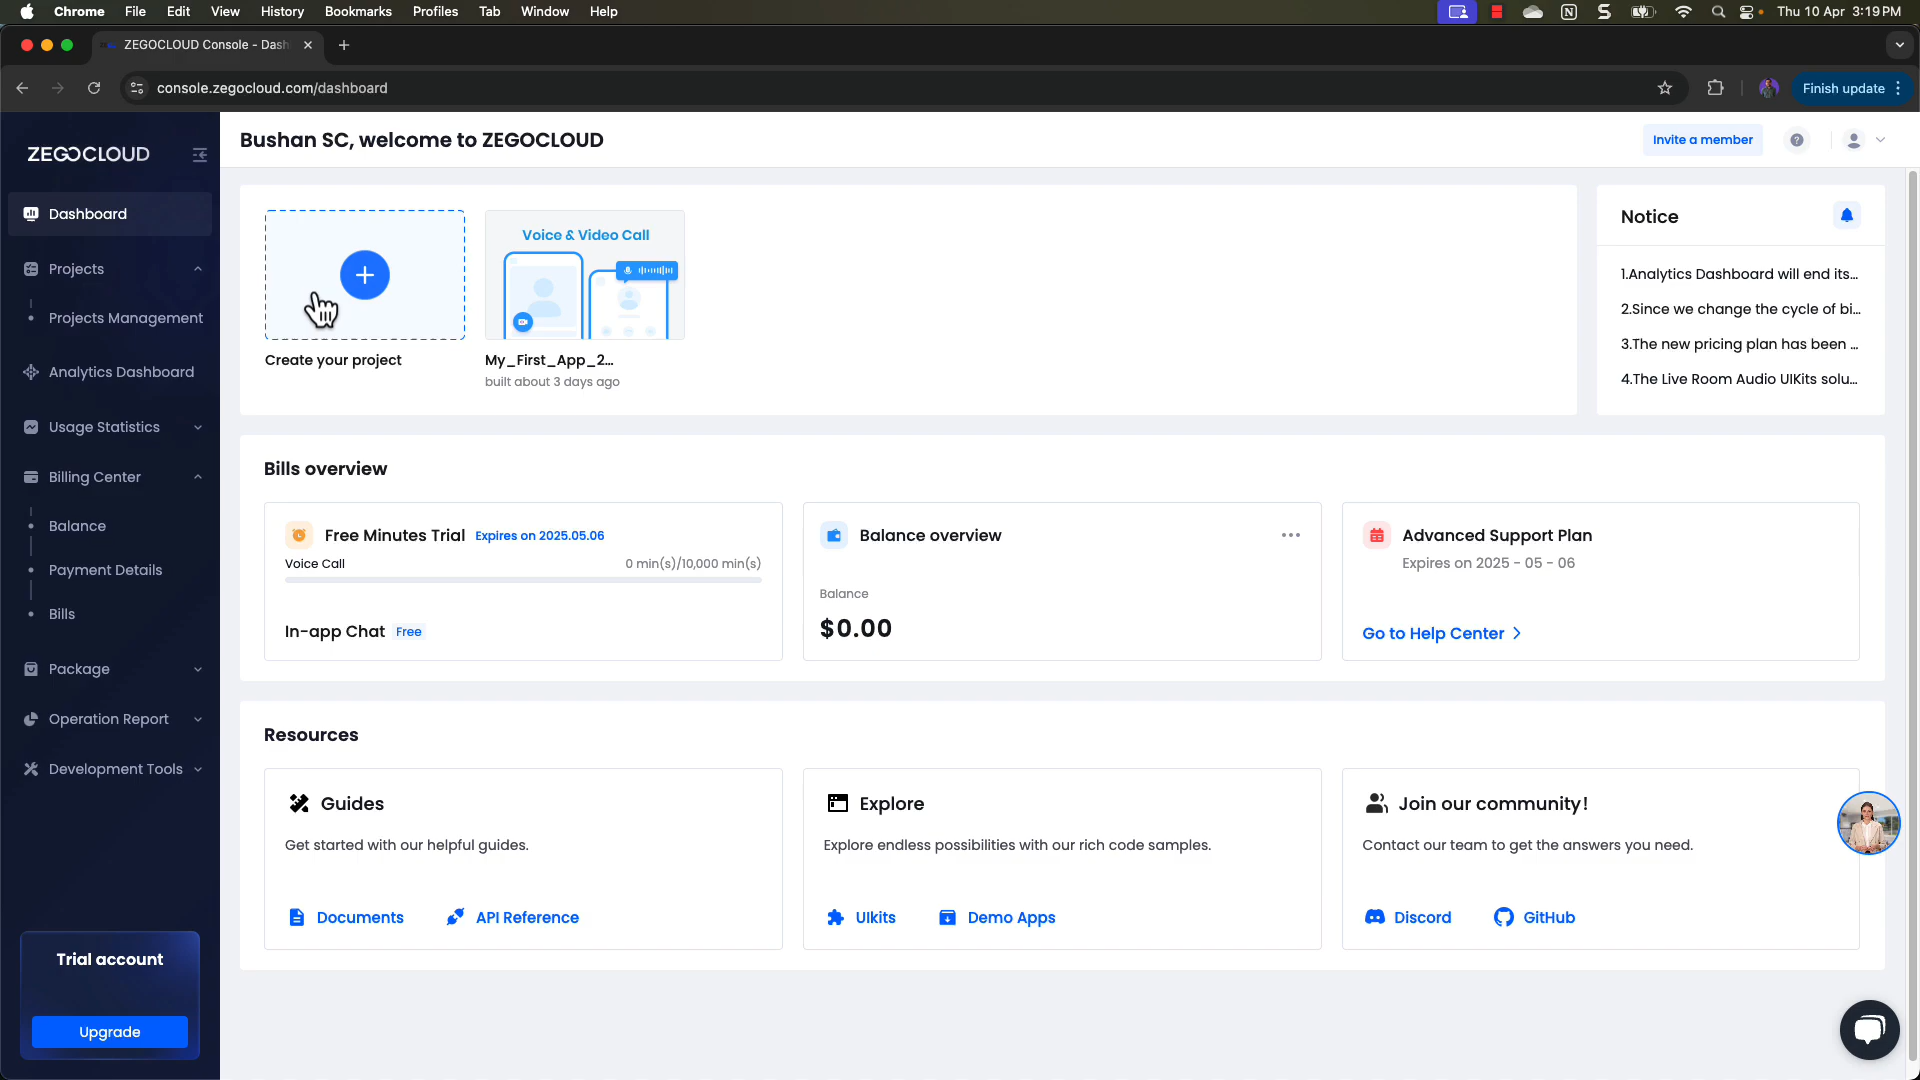 Chrome File Edit View History Bookmarks Profiles Tab Window Help
Thu 10 Apr 3:19 PM
ZEGOCLOUD Console - Dash
console.zegocloud.com/dashboard
Finish update
ZEGOCLOUD
Dashboard
Projects
Projects Management
Analytics Dashboard
Usage Statistics
Billing Center
Balance
Payment Details
Bills
Package
Operation Report
Development Tools
Trial account
Upgrade
Bushan SC, welcome to ZEGOCLOUD
Invite a member
Create your project
Voice & Video Call
My_First_App_2...
built about 3 days ago
Notice
1.Analytics Dashboard will end its...
2.Since we change the cycle of bi...
3.The new pricing plan has been ...
4.The Live Room Audio UIKits solu...
Bills overview
Free Minutes Trial Expires on 2025.05.06
Voice Call 0 min(s)/10,000 min(s)
In-app Chat Free
Balance overview
Balance
$0.00
Advanced Support Plan
Expires on 2025 - 05 - 06
Go to Help Center
Resources
Guides
Get started with our helpful guides.
Documents API Reference
Explore
Explore endless possibilities with our rich code samples.
UIkits Demo Apps
Join our community!
Contact our team to get the answers you need.
Discord GitHub